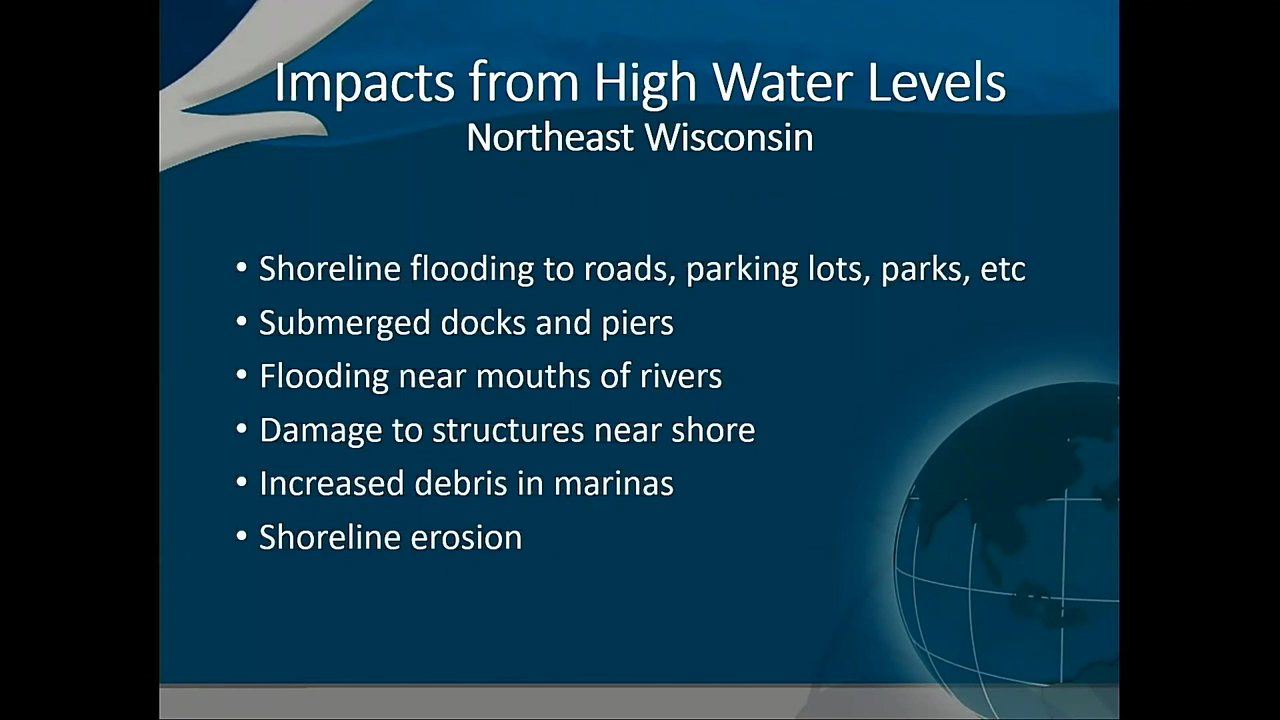 Impacts from High Water Levels
Northeast Wisconsin
• Shoreline flooding to roads, parking lots, parks, etc
• Submerged docks and piers
• Flooding near mouths of rivers
• Damage to structures near shore
• Increased debris in marinas
• Shoreline erosion